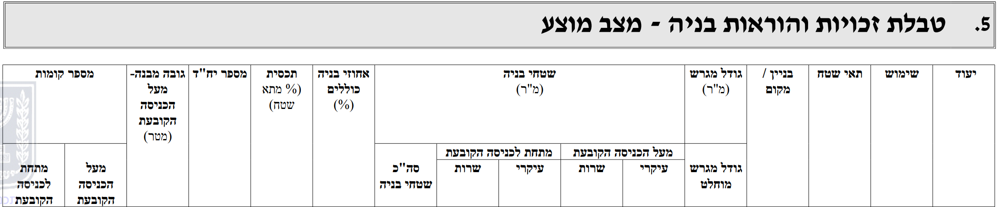 5. טבלת זכויות והוראות בניה - מצב מוצע
יעוד
שימוש
תאי שטח
בניין /
מקום
גודל מגרש
(מ"ר)
שטחי בניה
(מ"ר)
אחוזי בניה
כוללים
(%)
תכסית
(% מתא
שטח)
מספר יח"ד
גובה מבנה-
מעל
הכניסה
הקובעת
(מטר)
מספר קומות
גודל מגרש
מוחלט
מעל הכניסה הקובעת
עיקרי
שרות
מתחת לכניסה הקובעת
עיקרי
שרות
סה"כ
שטחי בניה
מעל
הכניסה
הקובעת
מתחת
לכניסה
הקובעת